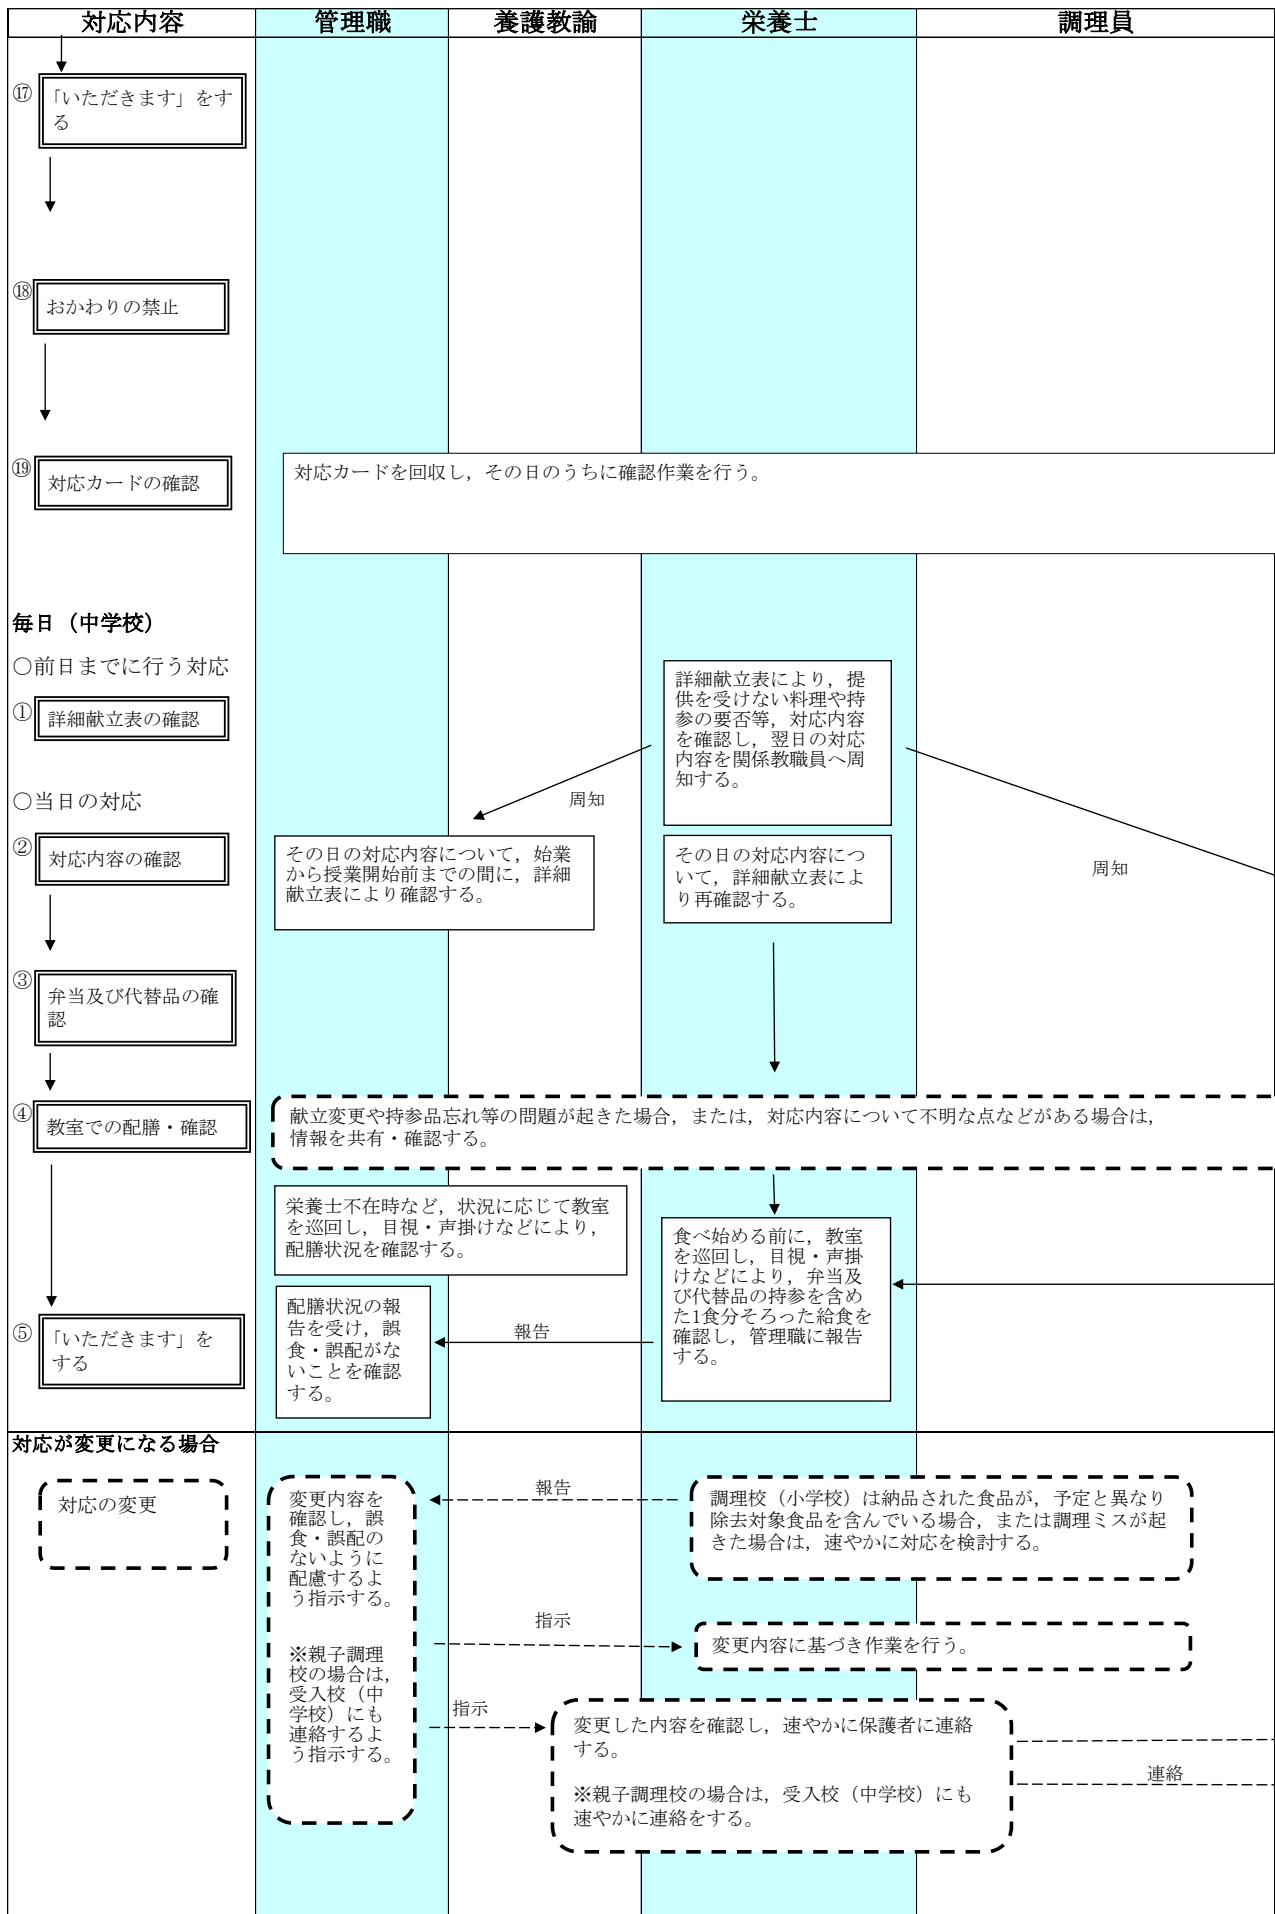 対応内容
管理職
養護教諭
栄養士
調理員
⑰
「いただきます」をす
る
⑱
おかわりの禁止
⑲
対応カードの確認
対応カードを回収し，その日のうちに確認作業を行う。
毎日（中学校）
○前日までに行う対応
①
詳細献立表の確認
詳細献立表により，提
供を受けない料理や持
参の要否等，対応内容
を確認し，翌日の対応
内容を関係教職員へ周
知する。
周知
周知
○当日の対応
②
対応内容の確認
その日の対応内容について，始業
から授業開始前までの間に，詳細
献立表により確認する。
その日の対応内容につ
いて，詳細献立表によ
り再確認する。
③
弁当及び代替品の確
認
④
教室での配膳・確認
献立変更や持参品忘れ等の問題が起きた場合，または，対応内容について不明な点などがある場合は，
情報を共有・確認する。
栄養士不在時など，状況に応じて教室
を巡回し，目視・声掛けなどにより，
配膳状況を確認する。
食べ始める前に，教室
を巡回し，目視・声掛
けなどにより，弁当及
び代替品の持参を含め
た1食分そろった給食を
確認し，管理職に報告
する。
⑤
「いただきます」を
する
配膳状況の報
告を受け，誤
食・誤配がな
いことを確認
する。
報告
対応が変更になる場合
対応の変更
変更内容を
確認し，誤
食・誤配の
ないように
配慮するよ
う指示する。
※親子調理
校の場合は，
受入校（中
学校）にも
連絡するよ
う指示する。
報告
調理校（小学校）は納品された食品が，予定と異なり
除去対象食品を含んでいる場合，または調理ミスが起
きた場合は，速やかに対応を検討する。
指示
変更内容に基づき作業を行う。
指示
変更した内容を確認し，速やかに保護者に連絡
する。
※親子調理校の場合は，受入校（中学校）にも
速やかに連絡をする。
連絡